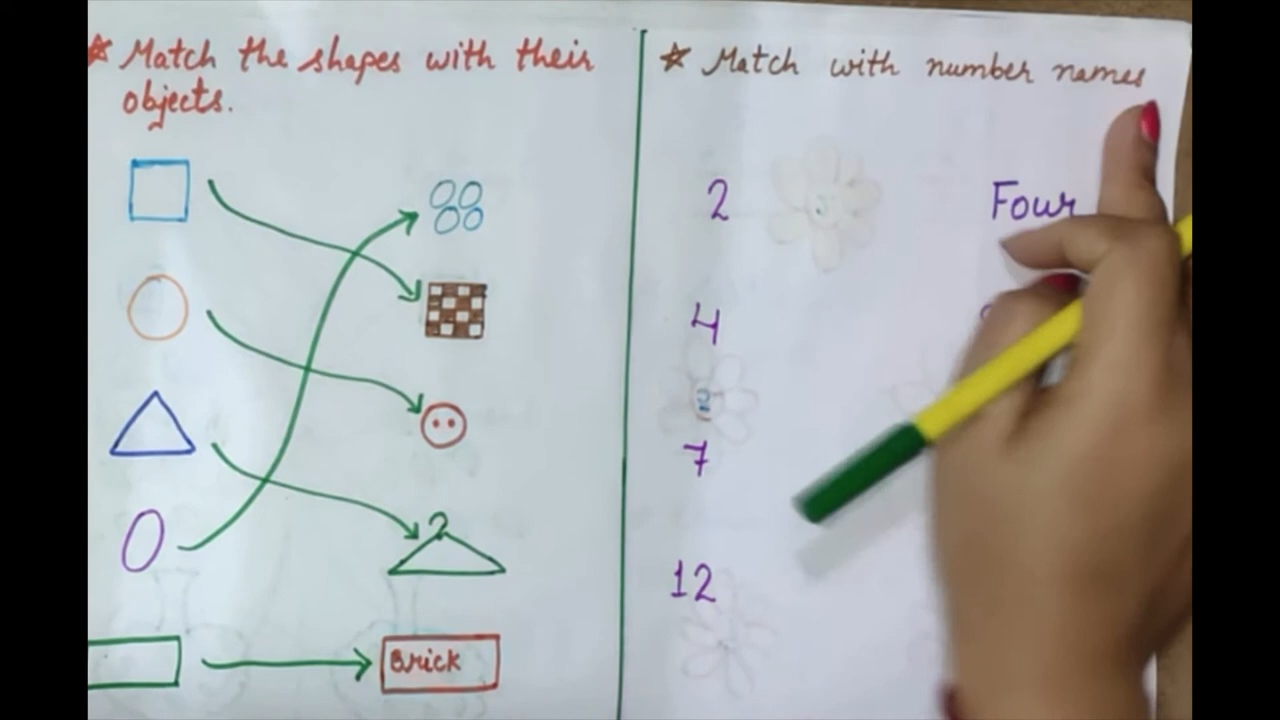 Match the shapes with their
objects.
Brick
Match with number names
2
Four
4
7
12